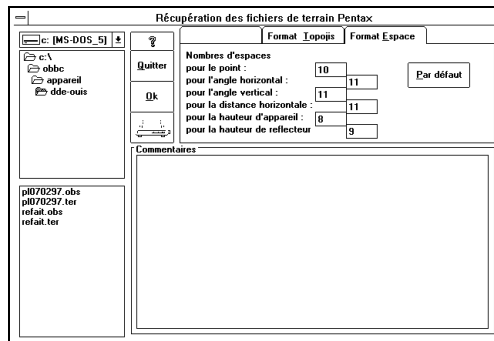 Récupération des fichiers de terrain Pentax
c: [MS-DOS_5]
c:\
obbc
appareil
dde-ouis
pl070297.obs
pl070297.ter
refait.obs
refait.ter
?
Quitter
Ok
Format Topojis
Format Espace
Nombres d'espaces
pour le point : 10
pour l'angle horizontal : 11
pour l'angle vertical : 11
pour la distance horizontale : 11
pour la hauteur d'appareil : 8
pour la hauteur de reflecteur 9
Par défaut
Commentaires